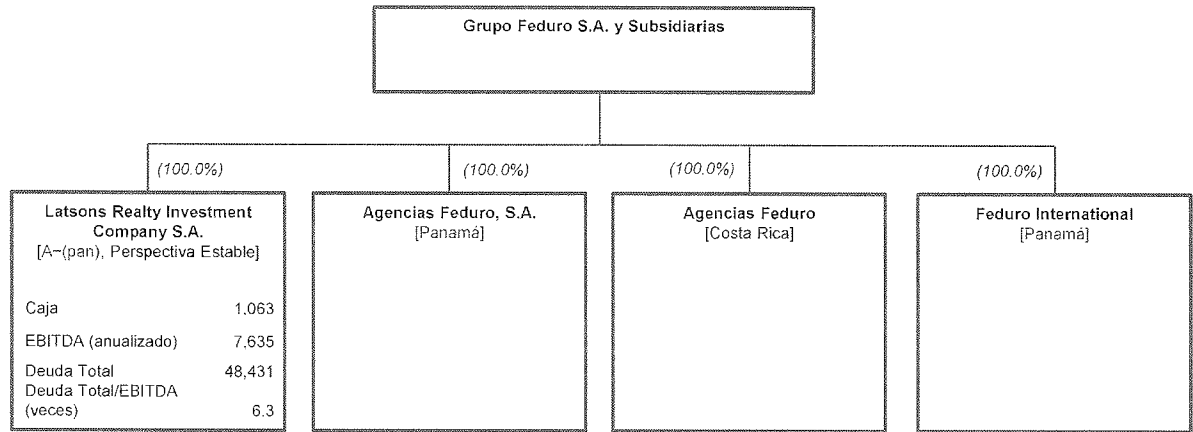 Grupo Feduro S.A. y Subsidiarias
(100.0%)
(100.0%)
(100.0%)
(100.0%)
Latsons Realty Investment
Company S.A.
[A-(pan), Perspectiva Estable]
Caja 1.063
EBITDA (anualizado) 7,635
Deuda Total 48,431
Deuda Total/EBITDA
(veces) 6.3
Agencias Feduro, S.A.
[Panamá]
Agencias Feduro
[Costa Rica]
Feduro International
[Panamá]